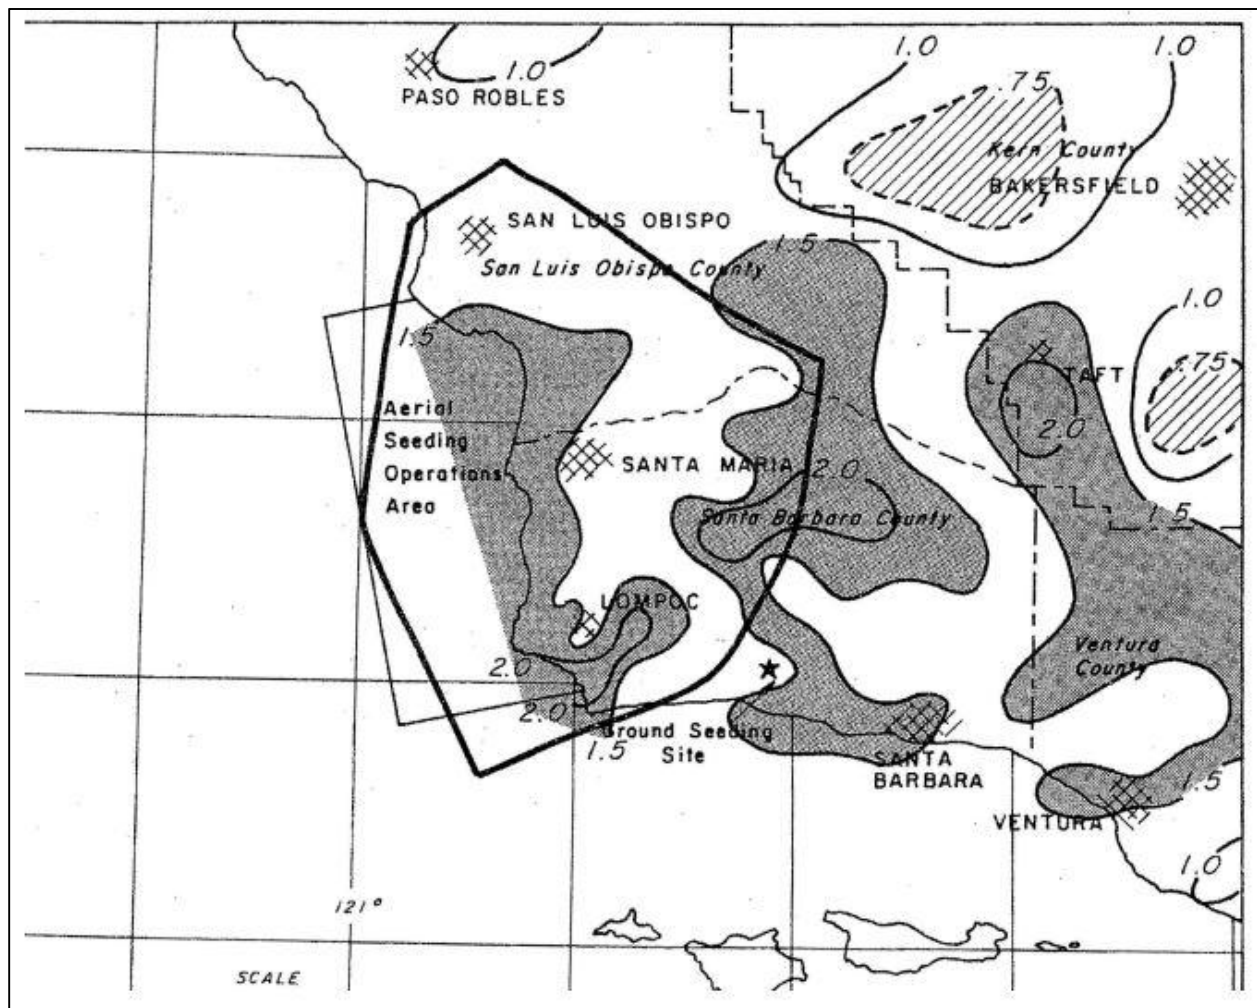 1.0
1.0
1.0
PASO ROBLES
.75
Kern County
BAKERSFIELD
SAN LUIS OBISPO
1.5
San Luis Obispo County
1.0
1.5
TAFT
.75
Aerial
Seeding
Operations
Area
2.0
SANTA MARIA
2.0
Santa Barbara County
1.5
LOMPOC
2.0
Ventura
County
2.0
Ground Seeding
Site
1.5
SANTA
BARBARA
1.5
VENTURA
1.0
121°
SCALE